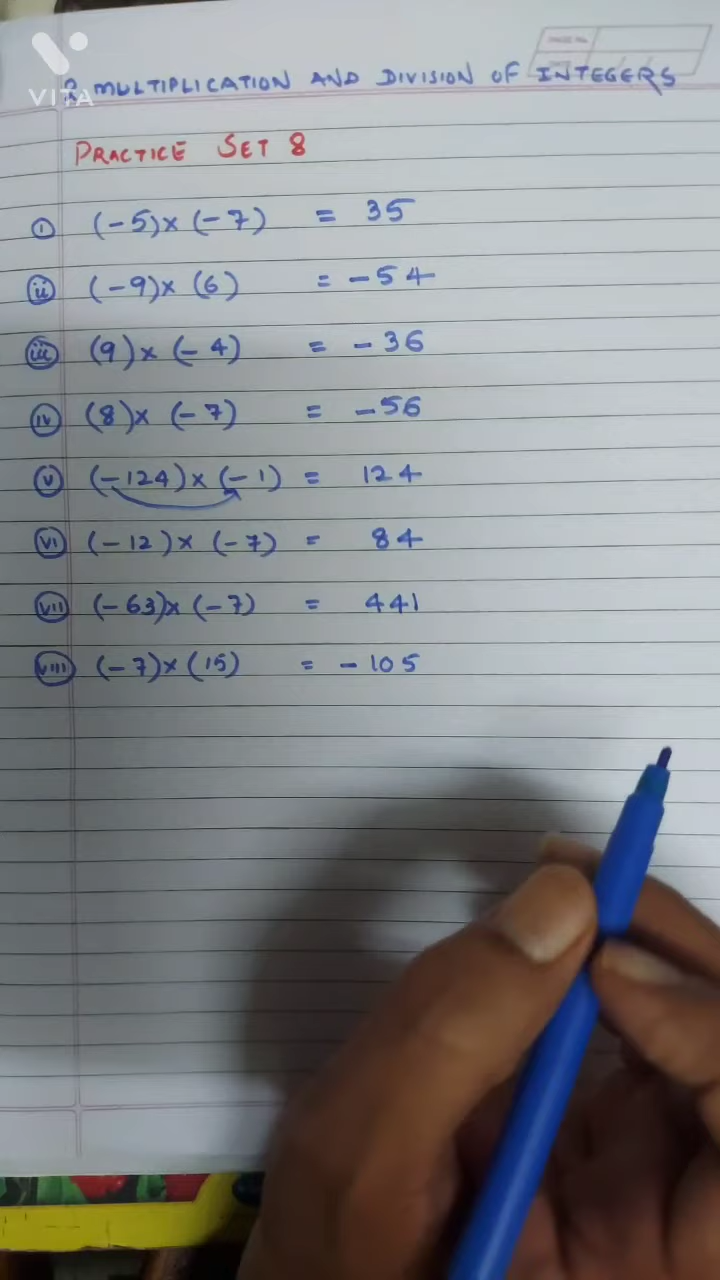 VITA
2. MULTIPLICATION AND DIVISION OF INTEGERS
PRACTICE SET 8
i (-5)×(-7) = 35
ii (-9)×(6) = -54
iii (9)×(-4) = -36
iv (8)×(-7) = -56
v (-124)×(-1) = 124
vi (-12)×(-7) = 84
vii (-63)×(-7) = 441
viii (-7)×(15) = -105